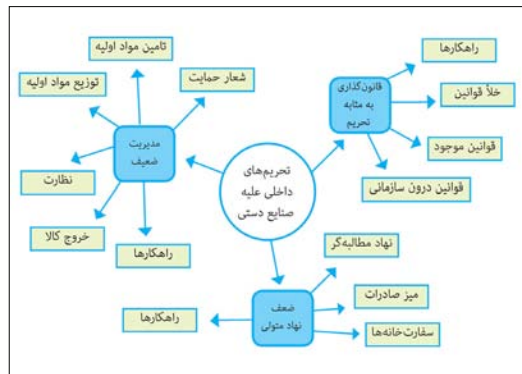 تحریم‌های
داخلی علیه
صنایع دستی
قانون‌گذاری
به مثابه
تحریم
راهکارها
خلأ قوانین
قوانین موجود
قوانین درون سازمانی
مدیریت
ضعیف
شعار حمایت
تامین مواد اولیه
توزیع مواد اولیه
نظارت
خروج کالا
راهکارها
ضعف
نهاد متولی
نهاد مطالبه‌گر
میز صادرات
سفارت‌خانه‌ها
راهکارها